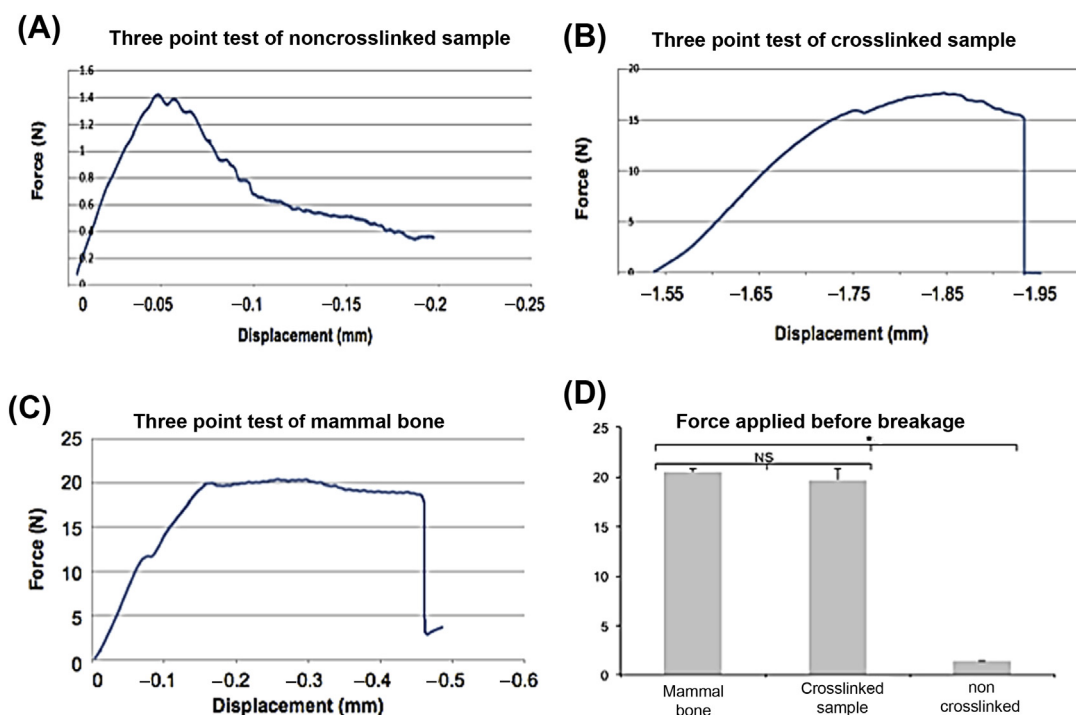 (A)
Three point test of noncrosslinked sample
1.6
1.4
1.2
1
0.8
0.6
0.4
0.2
0
Force (N)
0 −0.05 −0.1 −0.15 −0.2 −0.25
Displacement (mm)
(B)
Three point test of crosslinked sample
20
15
10
5
0
Force (N)
−1.55 −1.65 −1.75 −1.85 −1.95
Displacement (mm)
(C)
Three point test of mammal bone
25
20
15
10
5
0
Force (N)
0 −0.1 −0.2 −0.3 −0.4 −0.5 −0.6
Displacement (mm)
(D)
Force applied before breakage
*
NS
25
20
15
10
5
0
Mammal bone
Crosslinked sample
non crosslinked